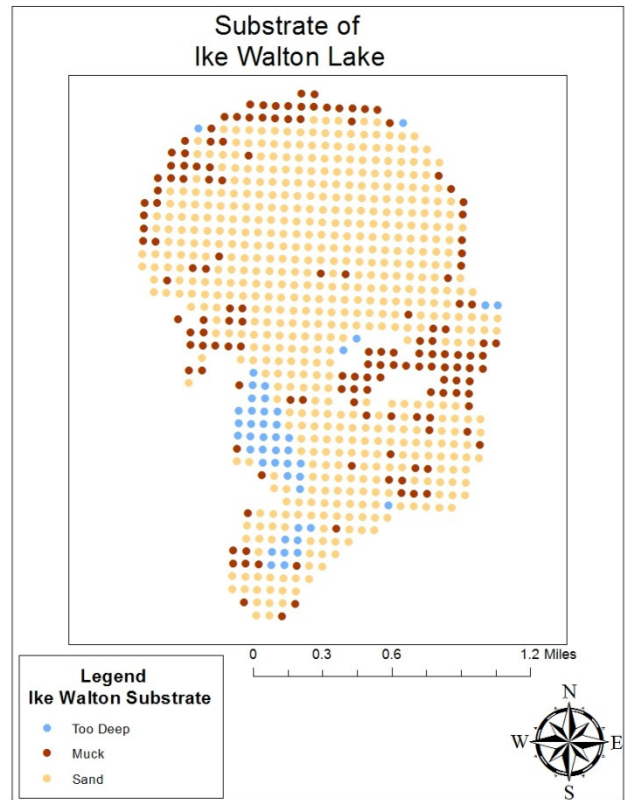 Substrate of
Ike Walton Lake
0 0.3 0.6 1.2 Miles
Legend
Ike Walton Substrate
Too Deep
Muck
Sand
N
W E
S